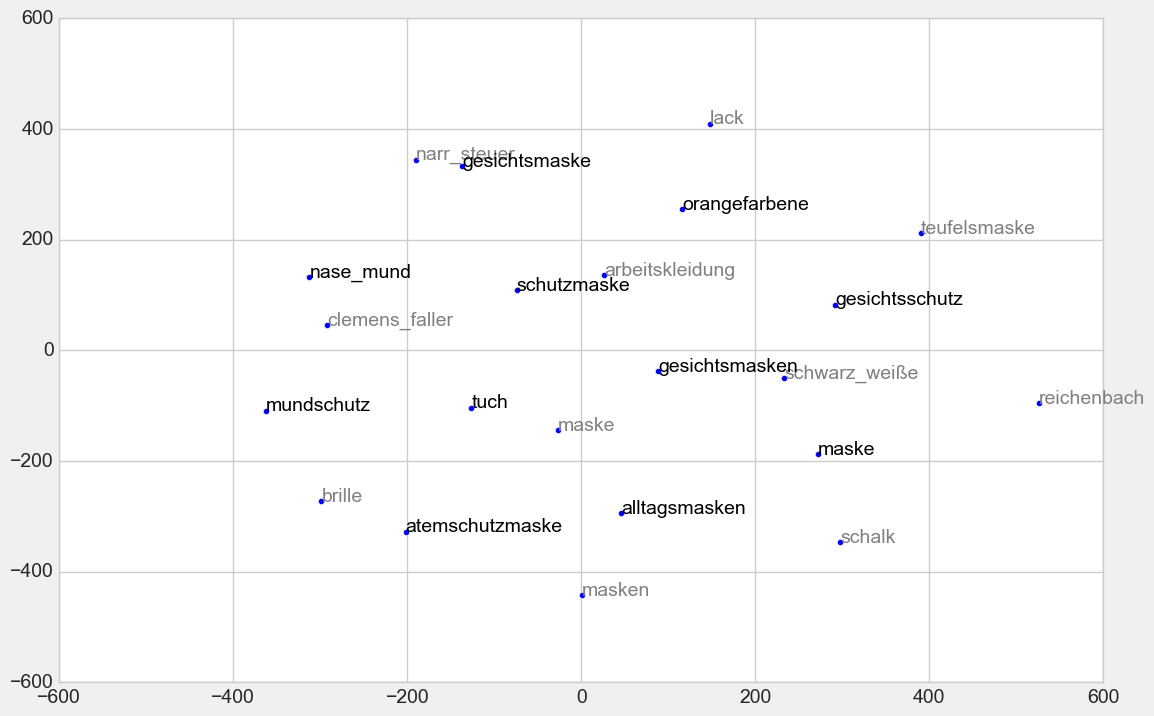 600
lack
400
narr_steuer
gesichtsmaske
orangefarbene
teufelsmaske
200
nase_mund
arbeitskleidung
schutzmaske
gesichtsschutz
clemens_faller
0
gesichtsmasken
schwarz_weiße
reichenbach
mundschutz
tuch
maske
−200
maske
brille
alltagsmasken
atemschutzmaske
schalk
−400
masken
−600
−600 −400 −200 0 200 400 600